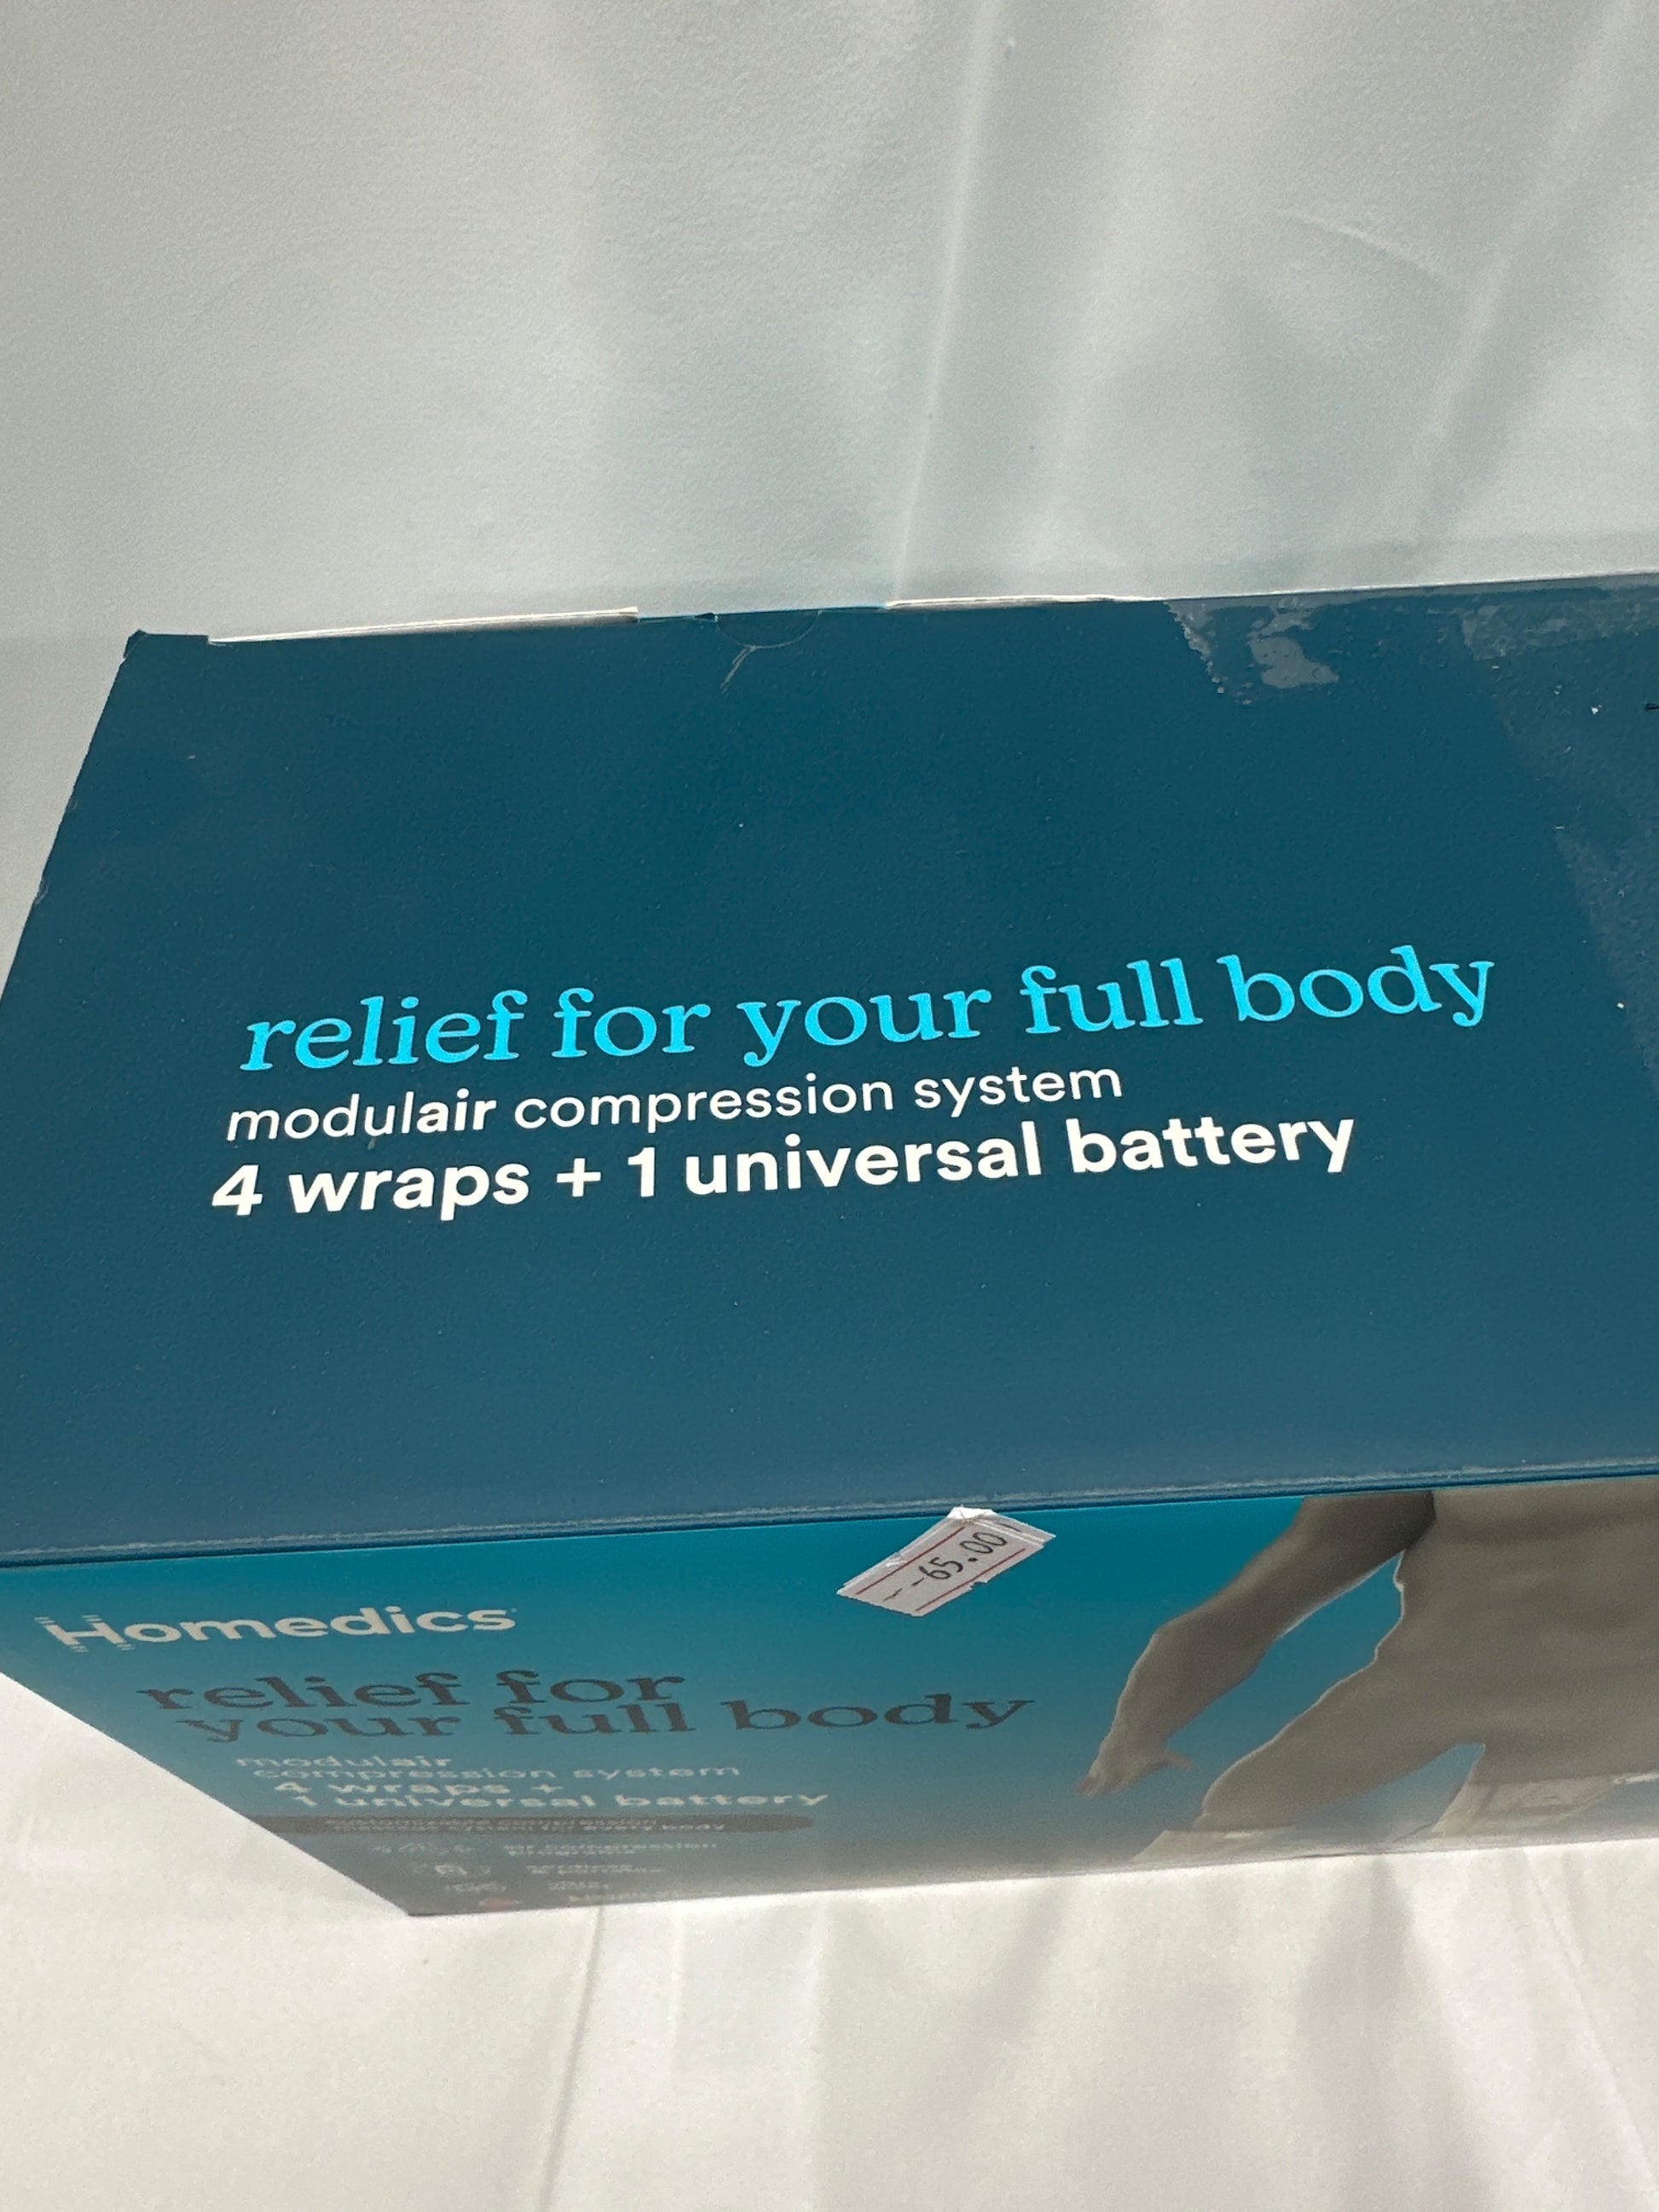 relief for your full body
modulair compression system
4 wraps + 1 universal battery
--65.00
Homedics
relief for
your full body
modulair
compression system
4 wraps +
1 universal battery